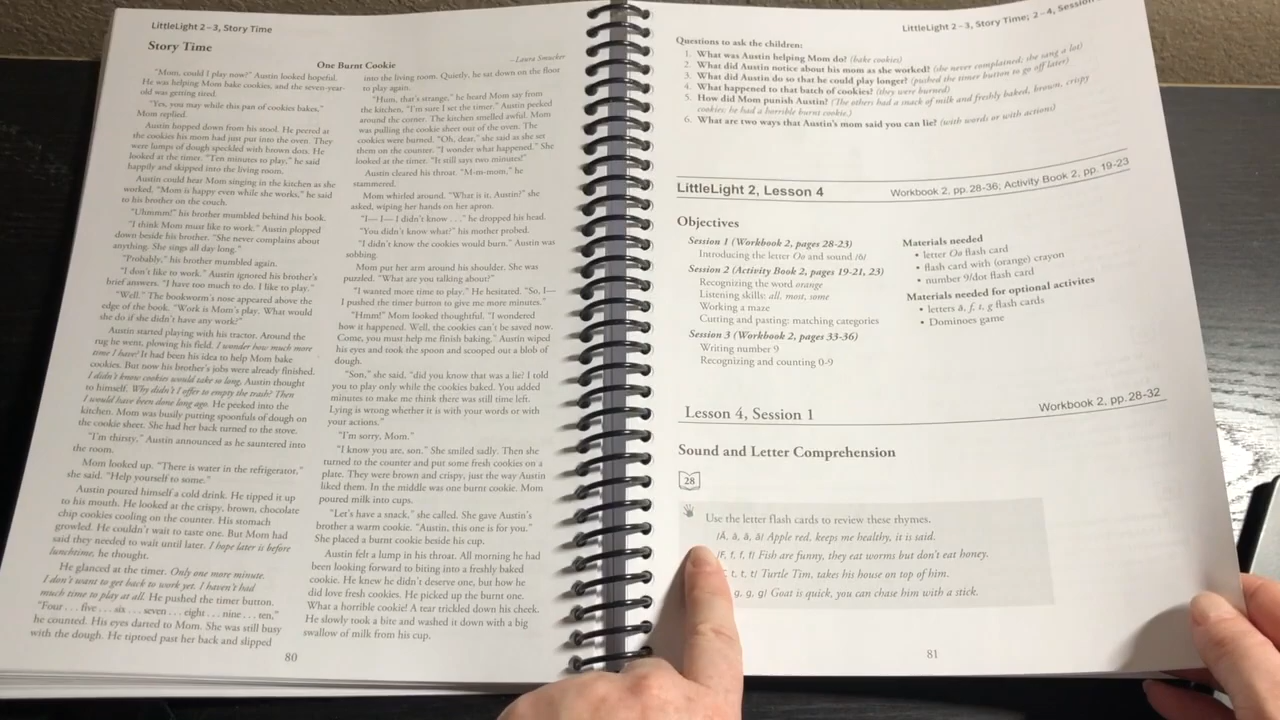 LittleLight 2–3, Story Time
Story Time
One Burnt Cookie
– Laura Smucker
"Mom, could I play now?" Austin looked hopeful.
He was helping Mom bake cookies, and the seven-year-
old was getting tired.
"Yes, you may while this pan of cookies bakes,"
Mom replied.
Austin hopped down from his stool. He peered at
the cookies his mom had just put into the oven. They
were lumps of dough speckled with brown dots. He
looked at the timer. "Ten minutes to play," he said
happily and skipped into the living room.
Austin could hear Mom singing in the kitchen as she
worked. "Mom is happy even while she works," he said
to his brother on the couch.
"Uhmmm!" his brother mumbled behind his book.
"I think Mom must like to work." Austin plopped
down beside his brother. "She never complains about
anything. She sings all day long."
"Probably," his brother mumbled again.
"I don't like to work." Austin ignored his brother's
brief answers. "I have too much to do. I like to play."
"Well." The bookworm's nose appeared above the
edge of the book. "Work is Mom's play. What would
she do if she didn't have any work?"
Austin started playing with his tractor. Around the
rug he went, plowing his field. I wonder how much more
time I have? It had been his idea to help Mom bake
cookies. But now his brother's jobs were already finished.
I didn't know cookies would take so long, Austin thought
to himself. Why didn't I offer to empty the trash? Then
I would have been done long ago. He peeked into the
kitchen. Mom was busily putting spoonfuls of dough on
the cookie sheet. She had her back turned to the stove.
"I'm thirsty," Austin announced as he sauntered into
the room.
Mom looked up. "There is water in the refrigerator,"
she said. "Help yourself to some."
Austin poured himself a cold drink. He tipped it up
to his mouth. He looked at the crispy, brown, chocolate
chip cookies cooling on the counter. His stomach
growled. He couldn't wait to taste one. But Mom had
said they needed to wait until later. I hope later is before
lunchtime, he thought.
He glanced at the timer. Only one more minute.
I don't want to get back to work yet. I haven't had
much time to play at all. He pushed the timer button.
"Four . . . five . . . six . . . seven . . . eight . . . nine . . . ten,"
he counted. His eyes darted to Mom. She was still busy
with the dough. He tiptoed past her back and slipped
into the living room. Quietly, he sat down on the floor
to play again.
"Hum, that's strange," he heard Mom say from
the kitchen, "I'm sure I set the timer." Austin peeked
around the corner. The kitchen smelled awful. Mom
was pulling the cookie sheet out of the oven. The
cookies were burned. "Oh, dear," she said as she set
them on the counter. "I wonder what happened." She
looked at the timer. "It still says two minutes!"
Austin cleared his throat. "M-m-mom," he
stammered.
Mom whirled around. "What is it, Austin?" she
asked, wiping her hands on her apron.
"I— I— I didn't know . . ." he dropped his head.
"You didn't know what?" his mother probed.
"I didn't know the cookies would burn." Austin was
sobbing.
Mom put her arm around his shoulder. She was
puzzled. "What are you talking about?"
"I wanted more time to play." He hesitated. "So, I—
I pushed the timer button to give me more minutes."
"Hmm!" Mom looked thoughtful. "I wondered
how it happened. Well, the cookies can't be saved now.
Come, you must help me finish baking." Austin wiped
his eyes and took the spoon and scooped out a blob of
dough.
"Son," she said, "did you know that was a lie? I told
you to play only while the cookies baked. You added
minutes to make me think there was still time left.
Lying is wrong whether it is with your words or with
your actions."
"I'm sorry, Mom."
"I know you are, son." She smiled sadly. Then she
turned to the counter and put some fresh cookies on a
plate. They were brown and crispy, just the way Austin
liked them. In the middle was one burnt cookie. Mom
poured milk into cups.
"Let's have a snack," she called. She gave Austin's
brother a warm cookie. "Austin, this one is for you."
She placed a burnt cookie beside his cup.
Austin felt a lump in his throat. All morning he had
been looking forward to biting into a freshly baked
cookie. He knew he didn't deserve one, but how he
did love fresh cookies. He picked up the burnt one.
What a horrible cookie! A tear trickled down his cheek.
He slowly took a bite and washed it down with a big
swallow of milk from his cup.
80
LittleLight 2–3, Story Time; 2–4, Session
Questions to ask the children:
1. What was Austin helping Mom do? (bake cookies)
2. What did Austin notice about his mom as she worked? (she never complained; she sang a lot)
3. What did Austin do so that he could play longer? (pushed the timer button to go off later)
4. What happened to that batch of cookies? (they were burned)
5. How did Mom punish Austin? (The others had a snack of milk and freshly baked, brown, crispy
cookies; he had a horrible burnt cookie.)
6. What are two ways that Austin's mom said you can lie? (with words or with actions)
LittleLight 2, Lesson 4
Workbook 2, pp. 28-36; Activity Book 2, pp. 19-23
Objectives
Session 1 (Workbook 2, pages 28-23)
Introducing the letter Oo and sound /ŏ/
Session 2 (Activity Book 2, pages 19-21, 23)
Recognizing the word orange
Listening skills: all, most, some
Working a maze
Cutting and pasting: matching categories
Session 3 (Workbook 2, pages 33-36)
Writing number 9
Recognizing and counting 0-9
Materials needed
• letter Oo flash card
• flash card with (orange) crayon
• number 9/dot flash card
Materials needed for optional activites
• letters ă, f, t, g flash cards
• Dominoes game
Lesson 4, Session 1
Workbook 2, pp. 28-32
Sound and Letter Comprehension
28
Use the letter flash cards to review these rhymes.
/Ă, ă, ă, ă/ Apple red, keeps me healthy, it is said.
/F, f, f, f/ Fish are funny, they eat worms but don't eat honey.
t, t, t/ Turtle Tim, takes his house on top of him.
g, g, g/ Goat is quick, you can chase him with a stick.
81